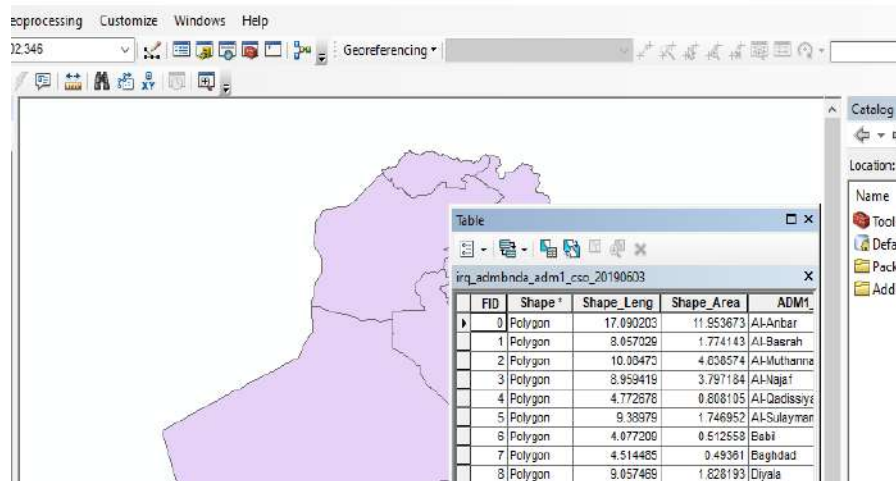 eoprocessing Customize Windows Help
02,346
Georeferencing
Catalog
Location:
Name
Tool
Defa
Pack
Add
Table
irq_admbnda_adm1_cso_20190603
FID Shape * Shape_Leng Shape_Area ADM1_
0 Polygon 17.090203 11.953673 Al-Anbar
1 Polygon 8.057029 1.774143 Al-Basrah
2 Polygon 10.08473 4.838574 Al-Muthanna
3 Polygon 8.959419 3.797184 Al-Najaf
4 Polygon 4.772678 0.808105 Al-Qadissiya
5 Polygon 9.38979 1.746952 Al-Sulayman
6 Polygon 4.077209 0.512558 Babil
7 Polygon 4.514485 0.49361 Baghdad
8 Polygon 9.057469 1.828193 Diyala